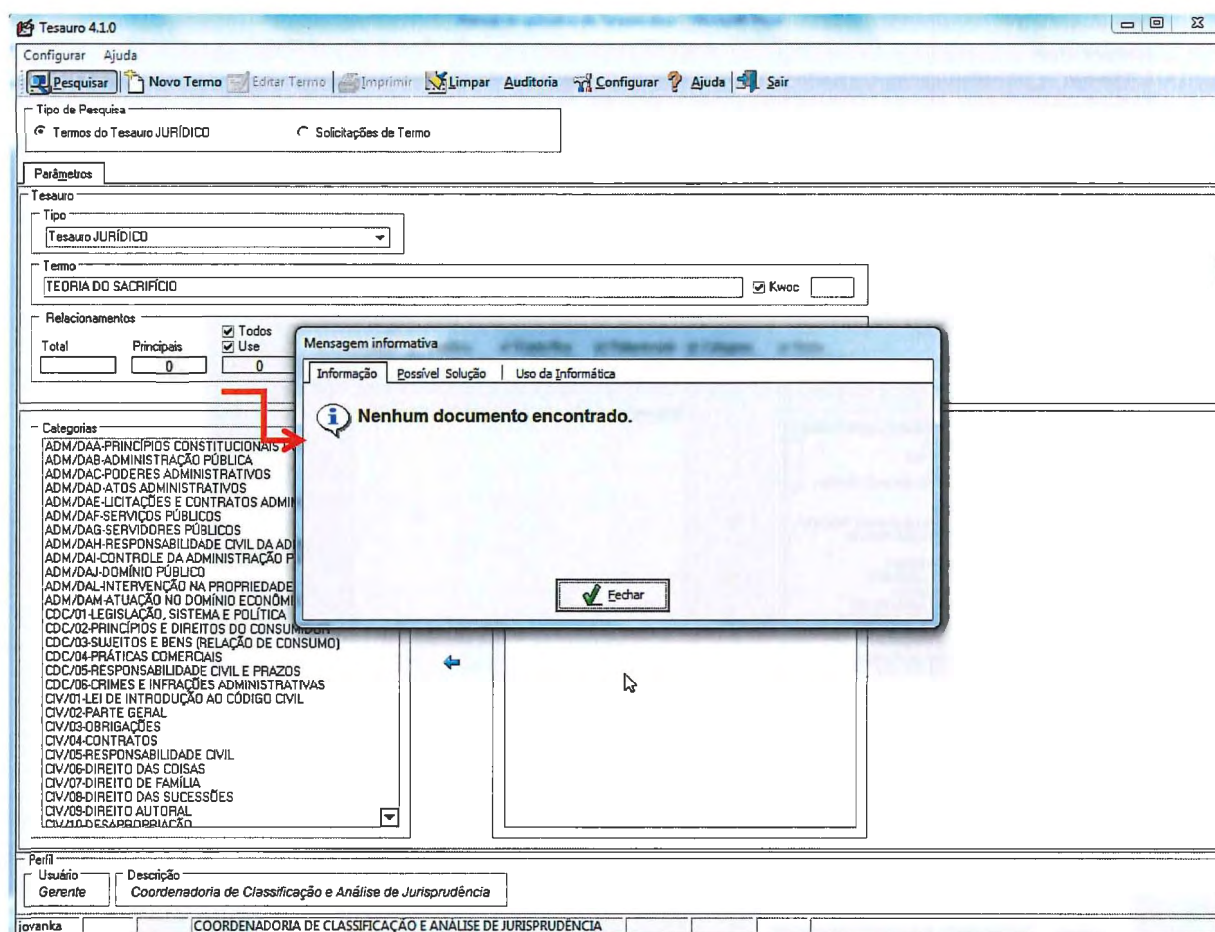 Tesauro 4.1.0
Configurar Ajuda
Pesquisar Novo Termo Editar Termo Imprimir Limpar Auditoria Configurar Ajuda Sair
Tipo de Pesquisa
Termos do Tesauro JURÍDICO Solicitações de Termo
Parâmetros
Tesauro
Tipo
Tesauro JURÍDICO
Termo
TEORIA DO SACRIFÍCIO Kwoc
Relacionamentos
Todos
Total Principais Use
0 0
Mensagem informativa
Informação Possível Solução Uso da Informática
Nenhum documento encontrado.
Fechar
Categorias
ADM/DAA-PRINCÍPIOS CONSTITUCIONAIS
ADM/DAB-ADMINISTRAÇÃO PÚBLICA
ADM/DAC-PODERES ADMINISTRATIVOS
ADM/DAD-ATOS ADMINISTRATIVOS
ADM/DAE-LICITAÇÕES E CONTRATOS ADMI
ADM/DAF-SERVIÇOS PÚBLICOS
ADM/DAG-SERVIDORES PÚBLICOS
ADM/DAH-RESPONSABILIDADE CIVIL DA AD
ADM/DAI-CONTROLE DA ADMINISTRAÇÃO P
ADM/DAJ-DOMÍNIO PÚBLICO
ADM/DAL-INTERVENÇÃO NA PROPRIEDADE
ADM/DAM-ATUAÇÃO NO DOMÍNIO ECONÔMI
CDC/01-LEGISLAÇÃO, SISTEMA E POLÍTICA
CDC/02-PRINCÍPIOS E DIREITOS DO CONSUMIDOR
CDC/03-SUJEITOS E BENS (RELAÇÃO DE CONSUMO)
CDC/04-PRÁTICAS COMERCIAIS
CDC/05-RESPONSABILIDADE CIVIL E PRAZOS
CDC/06-CRIMES E INFRAÇÕES ADMINISTRATIVAS
CIV/01-LEI DE INTRODUÇÃO AO CÓDIGO CIVIL
CIV/02-PARTE GERAL
CIV/03-OBRIGAÇÕES
CIV/04-CONTRATOS
CIV/05-RESPONSABILIDADE CIVIL
CIV/06-DIREITO DAS COISAS
CIV/07-DIREITO DE FAMÍLIA
CIV/08-DIREITO DAS SUCESSÕES
CIV/09-DIREITO AUTORAL
CIV/10-DESAPROPRIAÇÃO
Perfil
Usuário Descrição
Gerente Coordenadoria de Classificação e Análise de Jurisprudência
jovanka COORDENADORIA DE CLASSIFICAÇÃO E ANÁLISE DE JURISPRUDÊNCIA